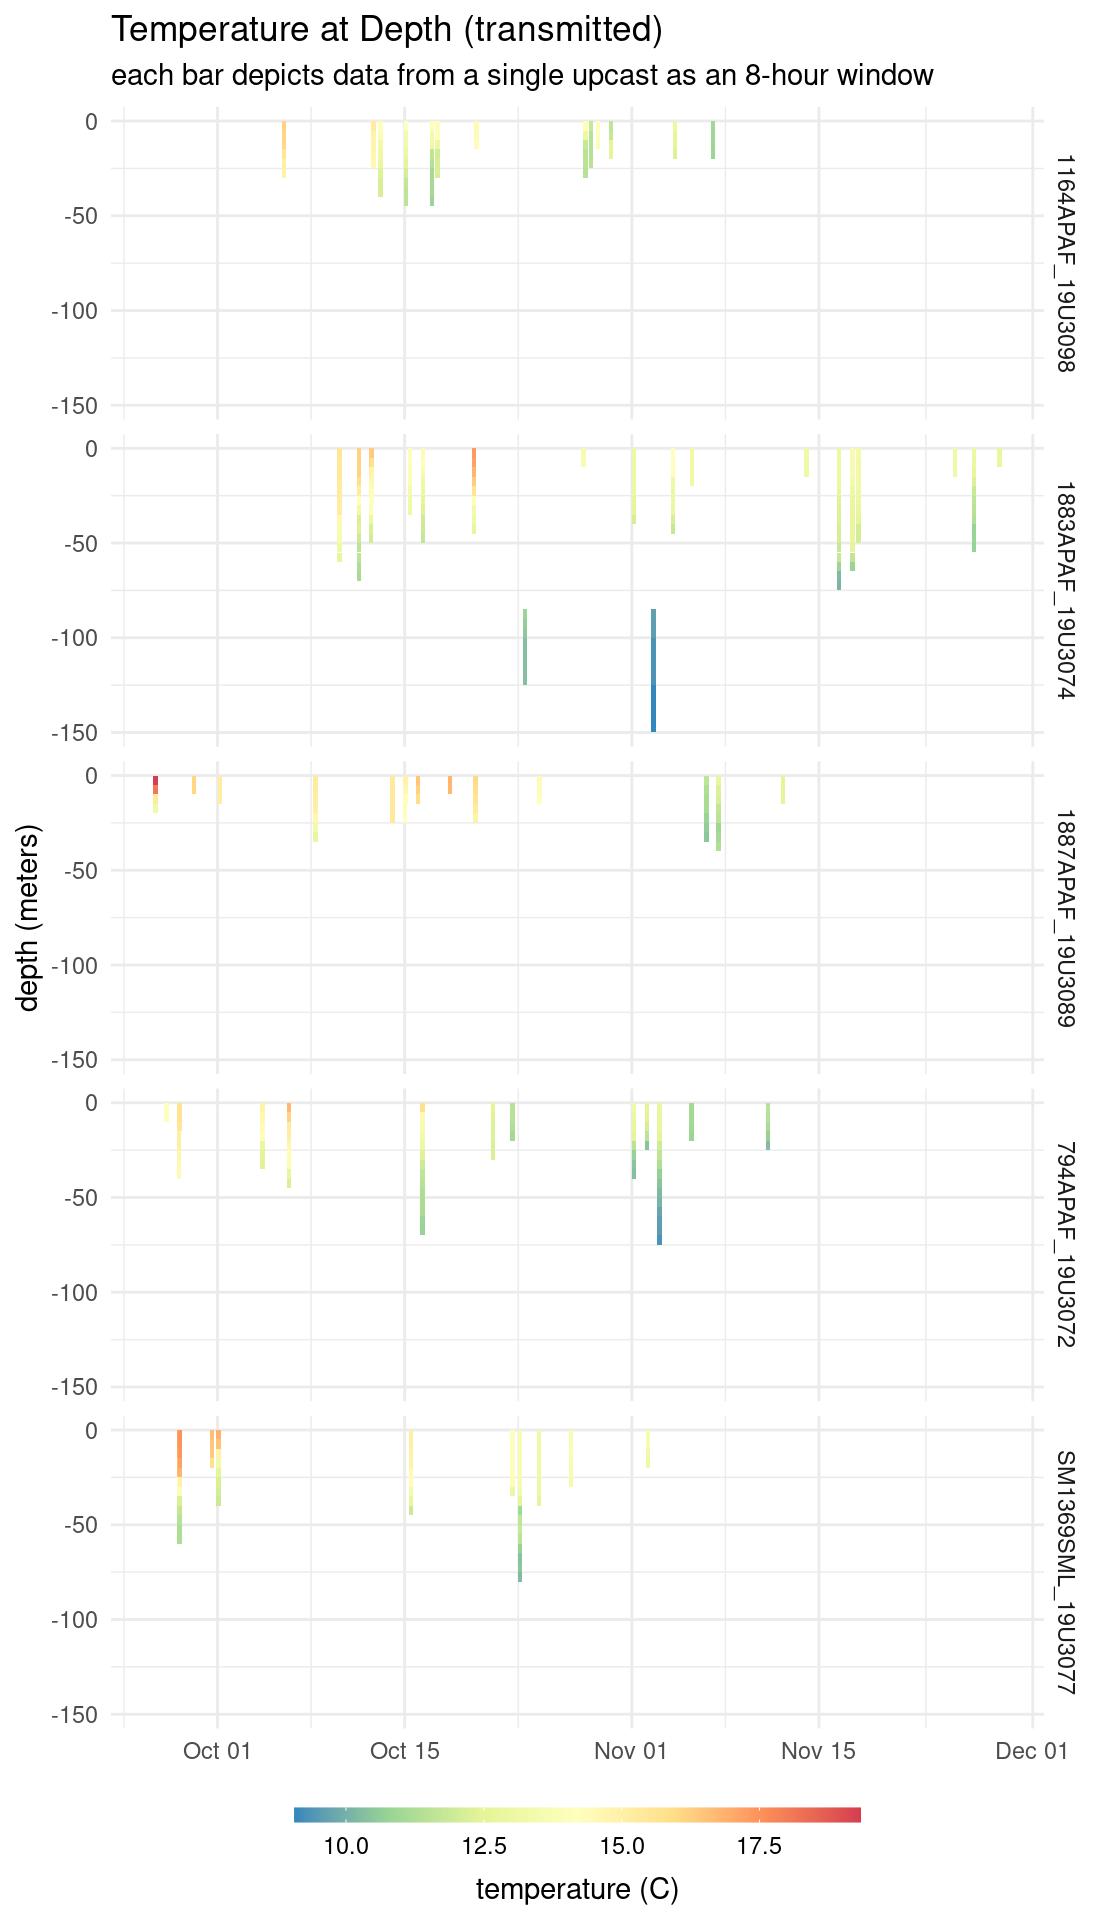 Temperature at Depth (transmitted)
each bar depicts data from a single upcast as an 8-hour window
depth (meters)
0
-50
-100
-150
1164APAF_19U3098
0
-50
-100
-150
1883APAF_19U3074
0
-50
-100
-150
1887APAF_19U3089
0
-50
-100
-150
794APAF_19U3072
0
-50
-100
-150
SM1369SML_19U3077
Oct 01 Oct 15 Nov 01 Nov 15 Dec 01
10.0 12.5 15.0 17.5
temperature (C)